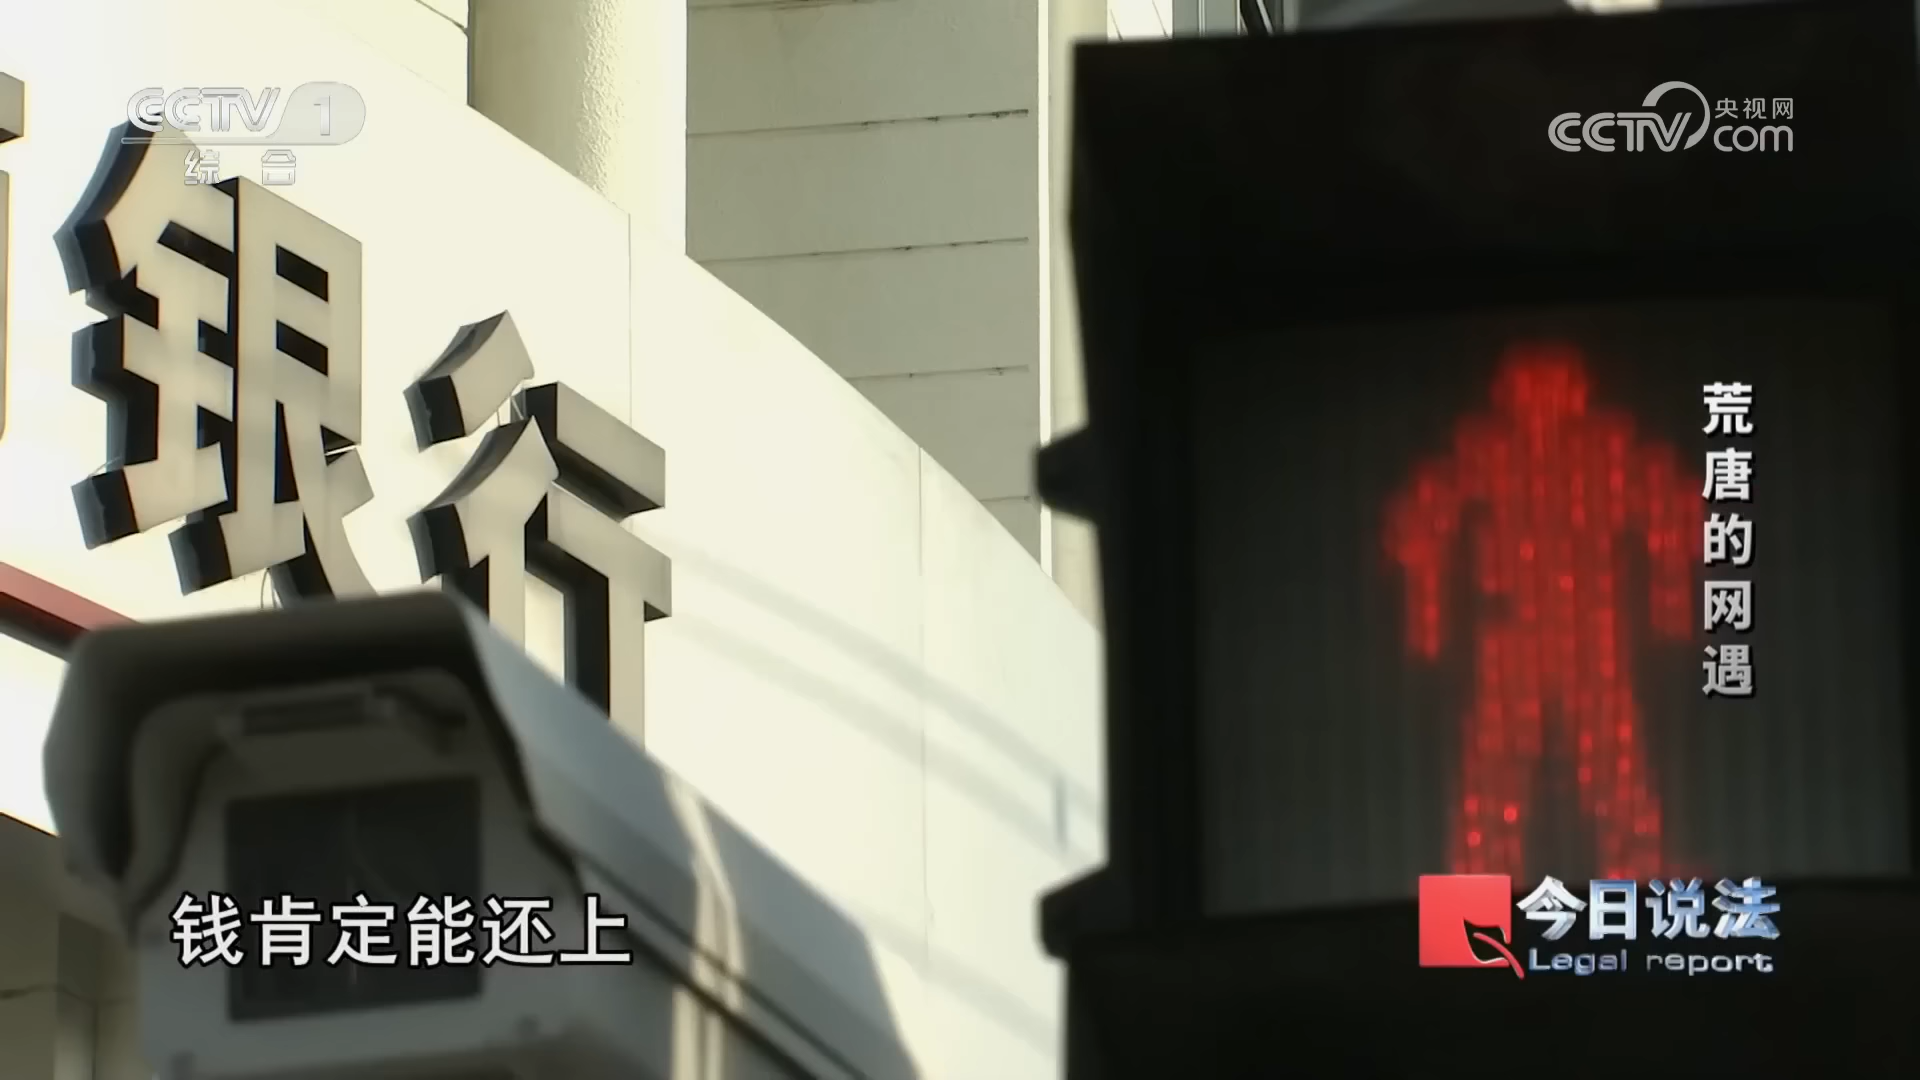 CCTV 1
综合
CCTV 央视网
com
银行
荒唐的网遇
钱肯定能还上
今日说法
Legal report